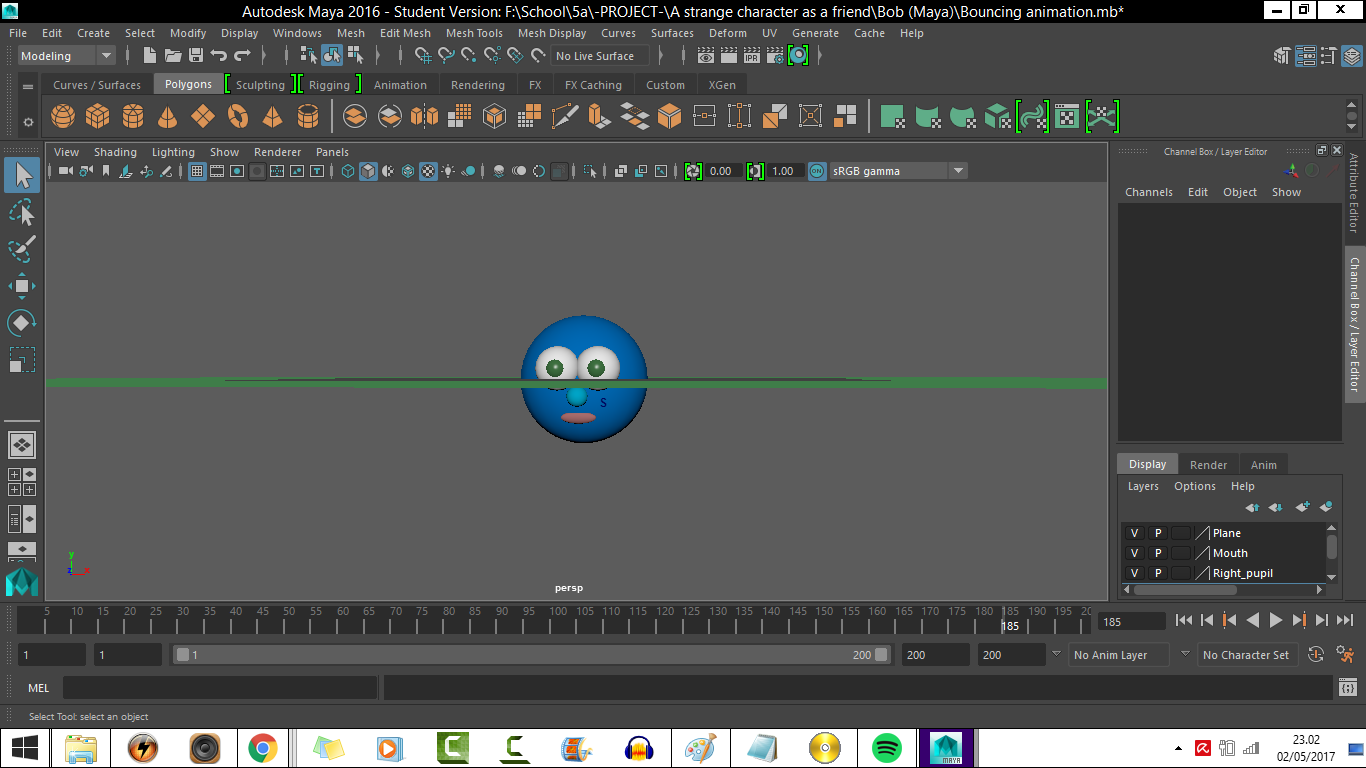 Autodesk Maya 2016 - Student Version: F:\School\5a\-PROJECT-\A strange character as a friend\Bob (Maya)\Bouncing animation.mb*
File Edit Create Select Modify Display Windows Mesh Edit Mesh Mesh Tools Mesh Display Curves Surfaces Deform UV Generate Cache Help
Modeling No Live Surface
Curves / Surfaces Polygons Sculpting Rigging Animation Rendering FX FX Caching Custom XGen
View Shading Lighting Show Renderer Panels
0.00 1.00 ON sRGB gamma
Channel Box / Layer Editor
Channels Edit Object Show
Attribute Editor
Channel Box / Layer Editor
S
y
z x
persp
Display Render Anim
Layers Options Help
V P Plane
V P Mouth
V P Right_pupil
5 10 15 20 25 30 35 40 45 50 55 60 65 70 75 80 85 90 95 100 105 110 115 120 125 130 135 140 145 150 155 160 165 170 175 180 185 190 195 20
185
185
1 1 1 200 200 200 No Anim Layer No Character Set
MEL
Select Tool: select an object
MAYA
23.02
02/05/2017